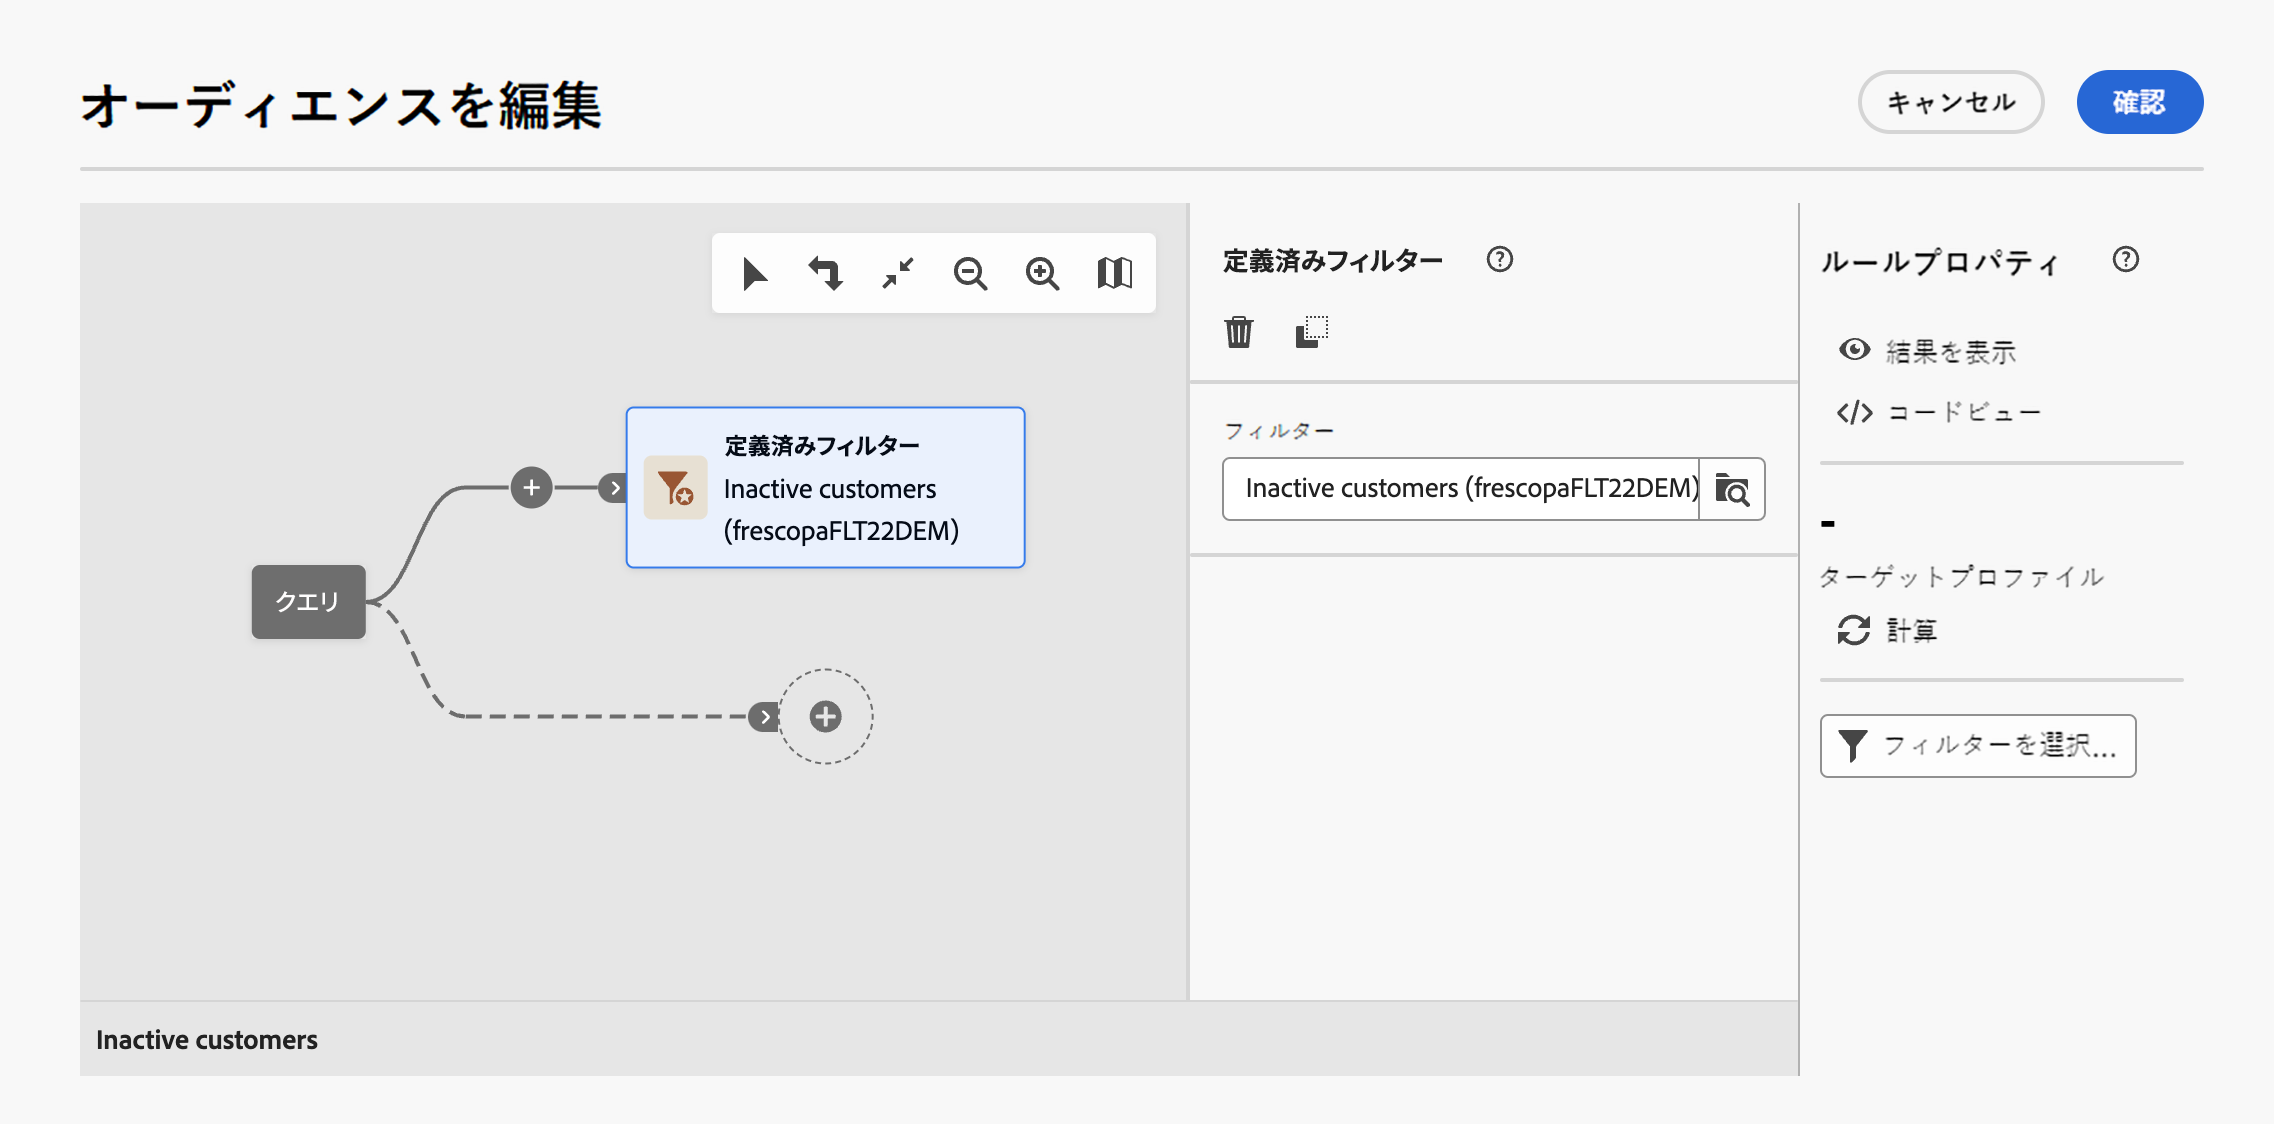 オーディエンスを編集
キャンセル
確認
定義済みフィルター
Inactive customers
(frescopaFLT22DEM)
クエリ
Inactive customers
定義済みフィルター
フィルター
Inactive customers (frescopaFLT22DEM)
ルールプロパティ
結果を表示
コードビュー
-
ターゲットプロファイル
計算
フィルターを選択...